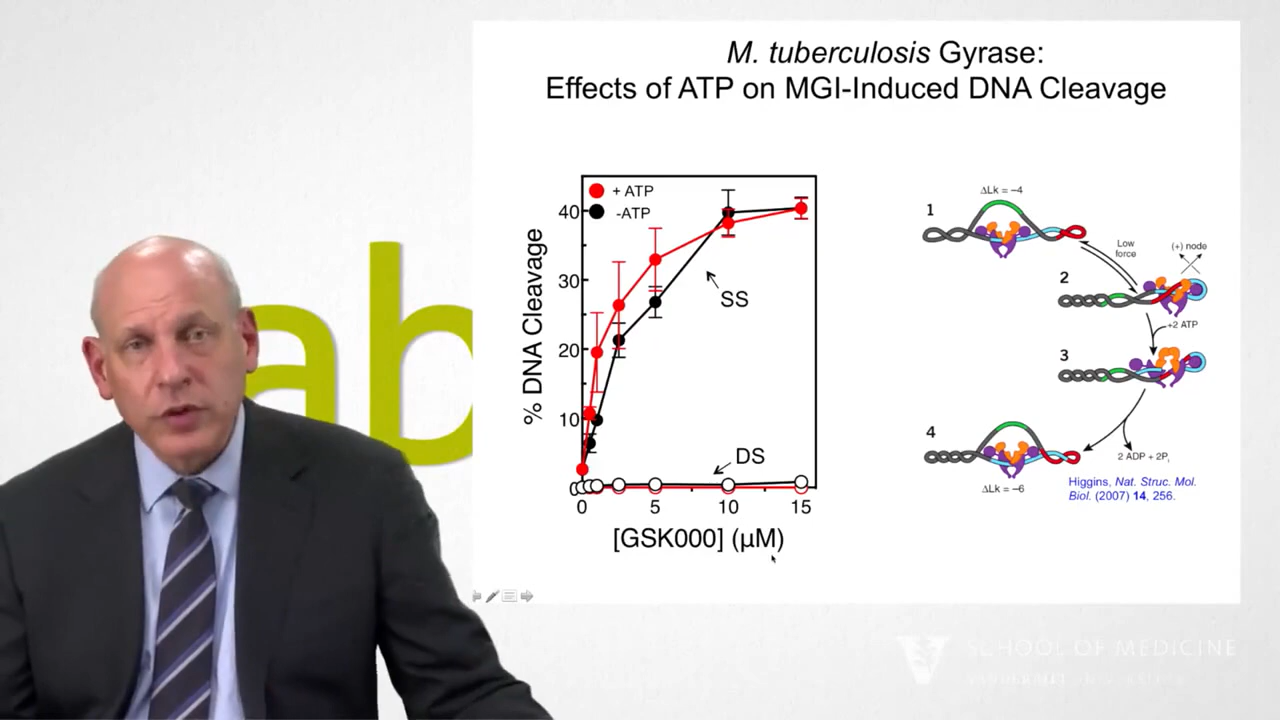 M. tuberculosis Gyrase:
Effects of ATP on MGI-Induced DNA Cleavage
+ ATP
-ATP
% DNA Cleavage
40
30
20
10
0
SS
DS
0
5
10
15
[GSK000] (µM)
ΔLk = –4
1
Low
force
(+) node
2
+2 ATP
3
4
2 ADP + 2Pi
ΔLk = –6
Higgins, Nat. Struc. Mol.
Biol. (2007) 14, 256.
ab
V SCHOOL OF MEDICINE
VANDERBILT UNIVERSITY